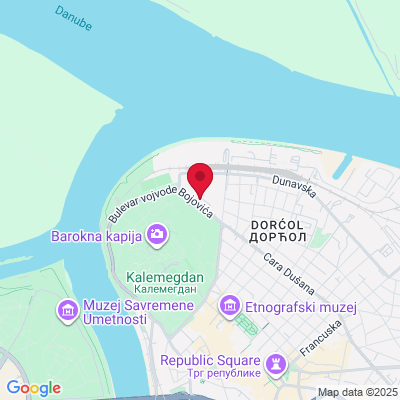 Danube
Dunavska
Bulevar vojvode Bojovića
DORĆOL
ДОРЋОЛ
Barokna kapija
Cara Dušana
Kalemegdan
Калемегдан
Muzej Savremene
Umetnosti
Etnografski muzej
Francuska
Republic Square
Трг републике
Google
Map data ©2025